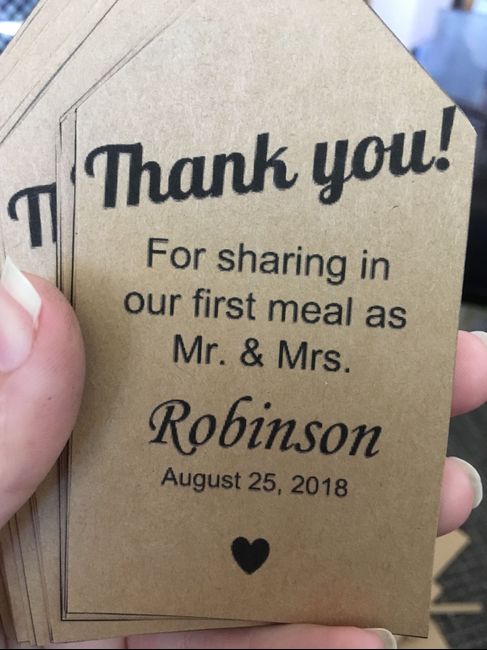 Thank you!
For sharing in
our first meal as
Mr. & Mrs.
Robinson
August 25, 2018